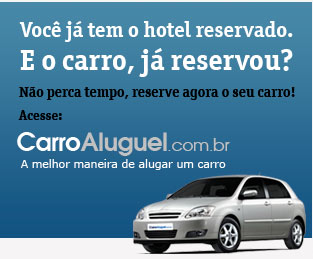 Você já tem o hotel reservado.
E o carro, já reservou?
Não perca tempo, reserve agora o seu carro!
Acesse:
CarroAluguel.com.br
A melhor maneira de alugar um carro